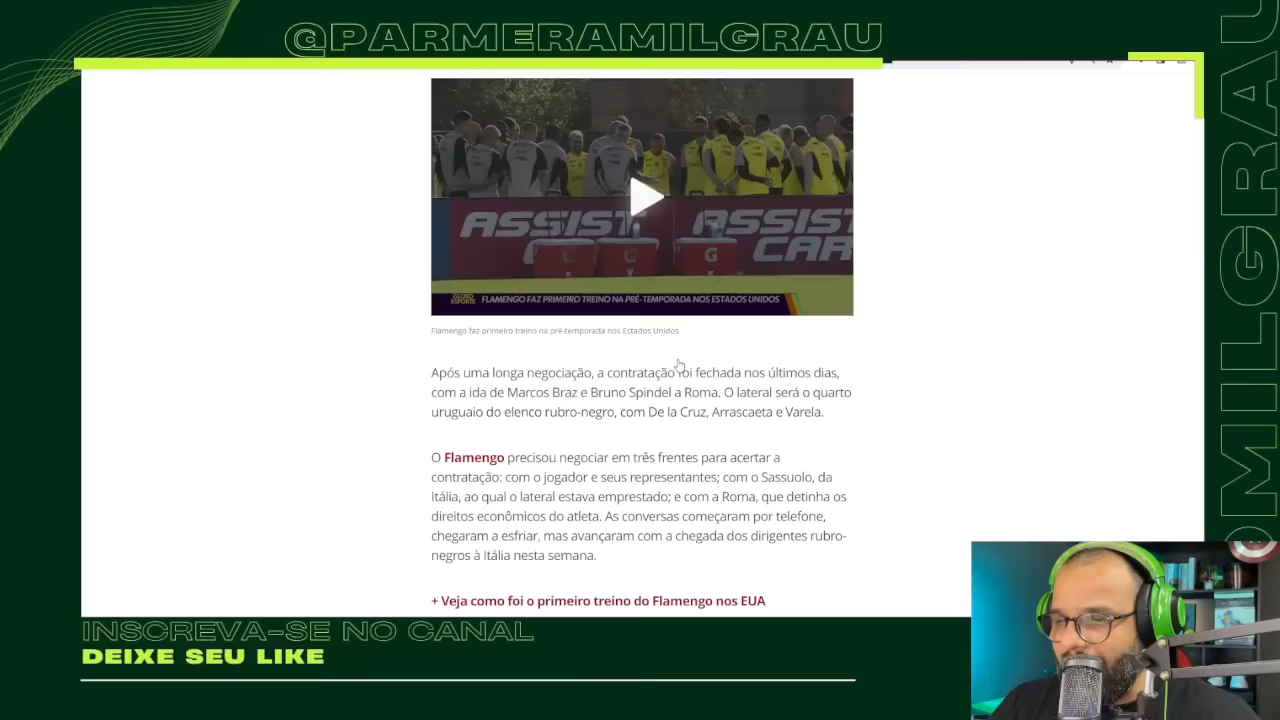 @PARMERAMILGRAU
ASSIST ASSIST
CAR
G G G
GLOBO ESPORTE FLAMENGO FAZ PRIMEIRO TREINO NA PRÉ-TEMPORADA NOS ESTADOS UNIDOS
Flamengo faz primeiro treino na pré-temporada nos Estados Unidos
Após uma longa negociação, a contratação foi fechada nos últimos dias,
com a ida de Marcos Braz e Bruno Spindel a Roma. O lateral será o quarto
uruguaio do elenco rubro-negro, com De la Cruz, Arrascaeta e Varela.
O Flamengo precisou negociar em três frentes para acertar a
contratação: com o jogador e seus representantes; com o Sassuolo, da
Itália, ao qual o lateral estava emprestado; e com a Roma, que detinha os
direitos econômicos do atleta. As conversas começaram por telefone,
chegaram a esfriar, mas avançaram com a chegada dos dirigentes rubro-
negros à Itália nesta semana.
+ Veja como foi o primeiro treino do Flamengo nos EUA
INSCREVA-SE NO CANAL
DEIXE SEU LIKE
OMILGRAU